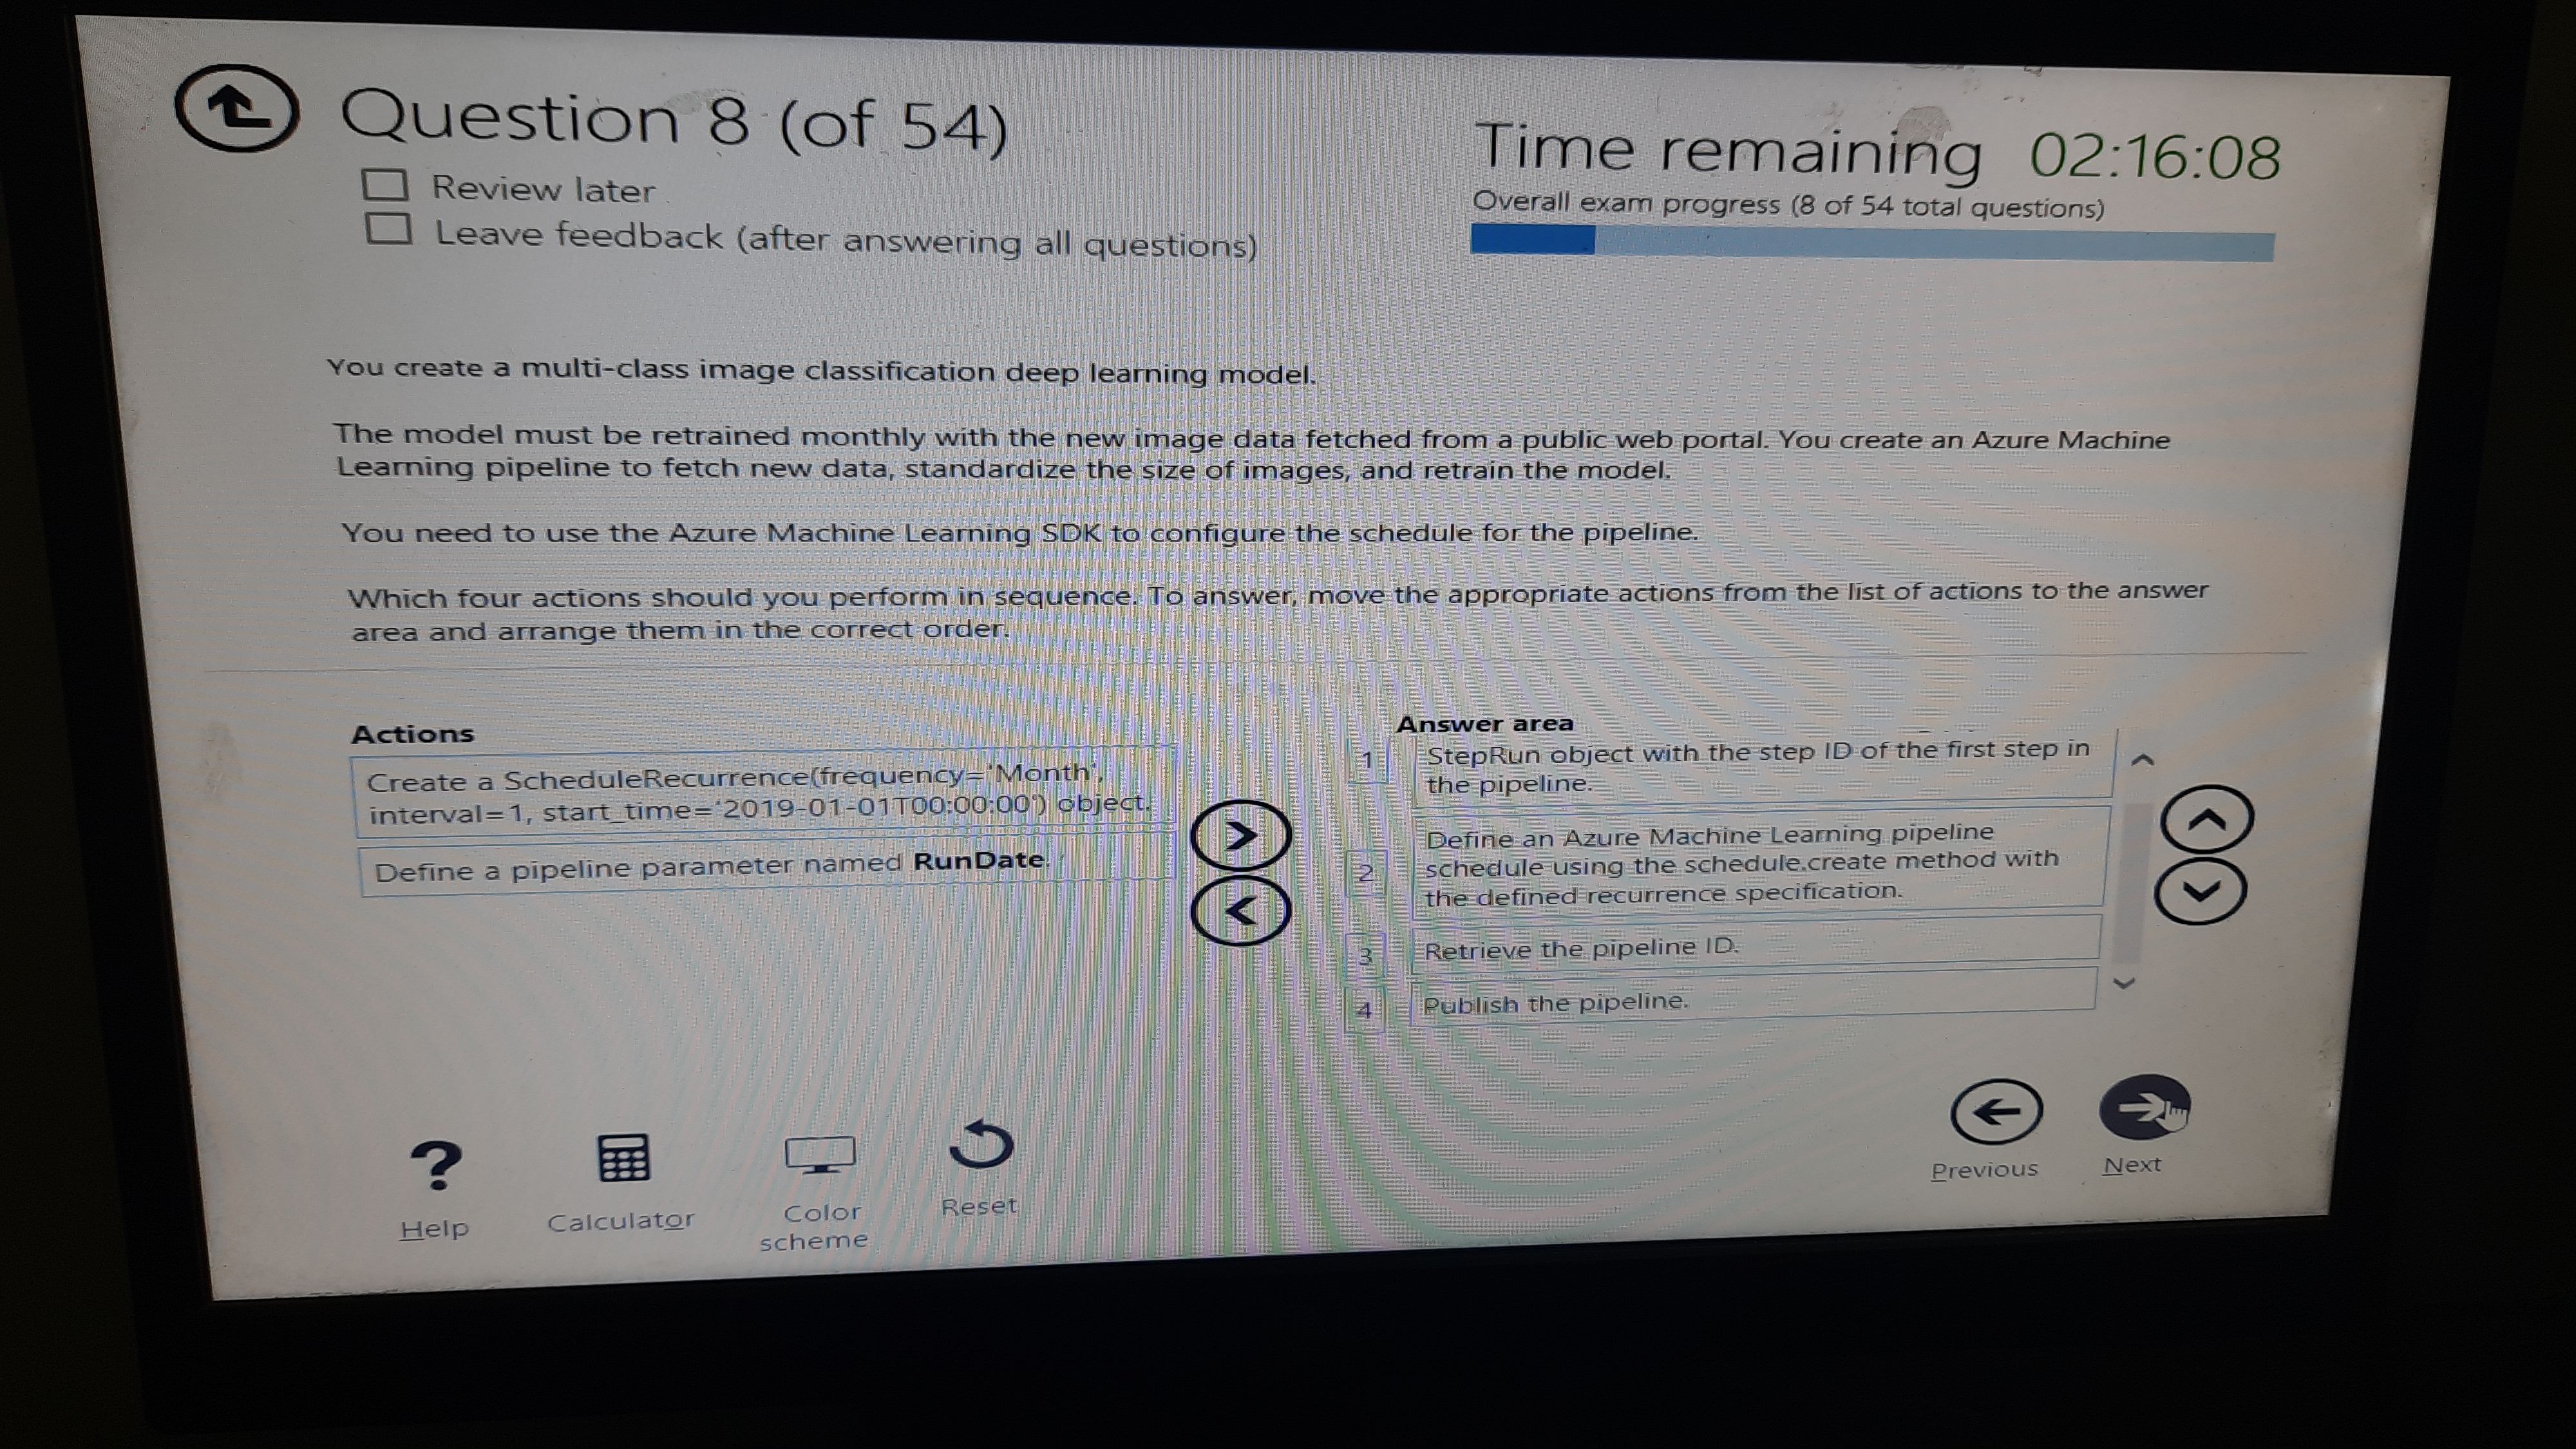 Question 8 (of 54)
Time remaining 02:16:08
Review later
Leave feedback (after answering all questions)
Overall exam progress (8 of 54 total questions)
You create a multi-class image classification deep learning model.
The model must be retrained monthly with the new image data fetched from a public web portal. You create an Azure Machine
Learning pipeline to fetch new data, standardize the size of images, and retrain the model.
You need to use the Azure Machine Learning SDK to configure the schedule for the pipeline.
Which four actions should you perform in sequence. To answer, move the appropriate actions from the list of actions to the answer
area and arrange them in the correct order.
Actions
Create a ScheduleRecurrence(frequency='Month',
interval=1, start_time='2019-01-01T00:00:00') object.
Define a pipeline parameter named RunDate.
Answer area
1
StepRun object with the step ID of the first step in
the pipeline.
2
Define an Azure Machine Learning pipeline
schedule using the schedule.create method with
the defined recurrence specification.
3
Retrieve the pipeline ID.
4
Publish the pipeline.
Help
Calculator
Color
scheme
Reset
Previous
Next